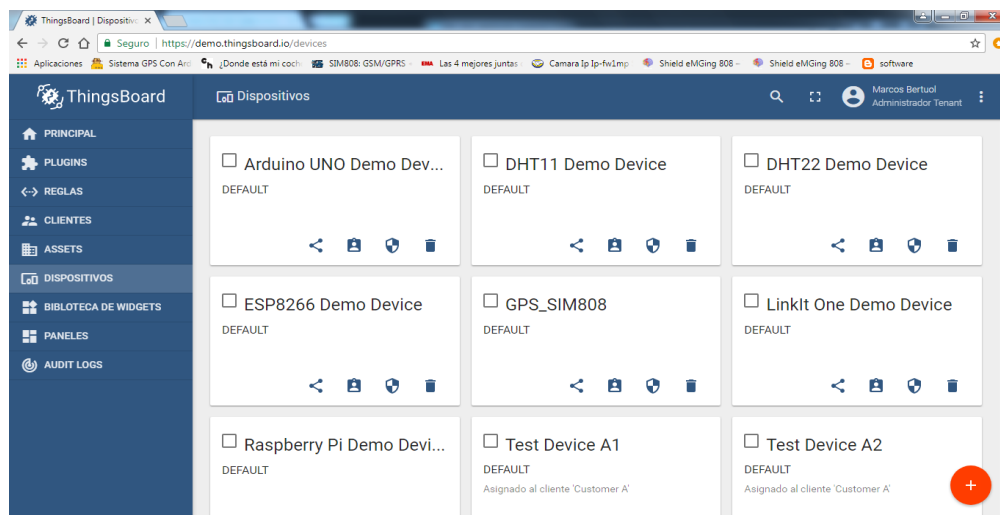 ThingsBoard | Dispositivo
Seguro | https://demo.thingsboard.io/devices
Aplicaciones
Sistema GPS Con Ard
¿Donde está mi coch
SIM808: GSM/GPRS
Las 4 mejores juntas
Camara Ip Ip-fw1mp
Shield eMGing 808 –
Shield eMGing 808 –
software
ThingsBoard
Dispositivos
Marcos Bertuol
Administrador Tenant
PRINCIPAL
PLUGINS
REGLAS
CLIENTES
ASSETS
DISPOSITIVOS
BIBLIOTECA DE WIDGETS
PANELES
AUDIT LOGS
Arduino UNO Demo Dev...
DEFAULT
DHT11 Demo Device
DEFAULT
DHT22 Demo Device
DEFAULT
ESP8266 Demo Device
DEFAULT
GPS_SIM808
DEFAULT
LinkIt One Demo Device
DEFAULT
Raspberry Pi Demo Devi...
DEFAULT
Test Device A1
DEFAULT
Asignado al cliente 'Customer A'
Test Device A2
DEFAULT
Asignado al cliente 'Customer A'